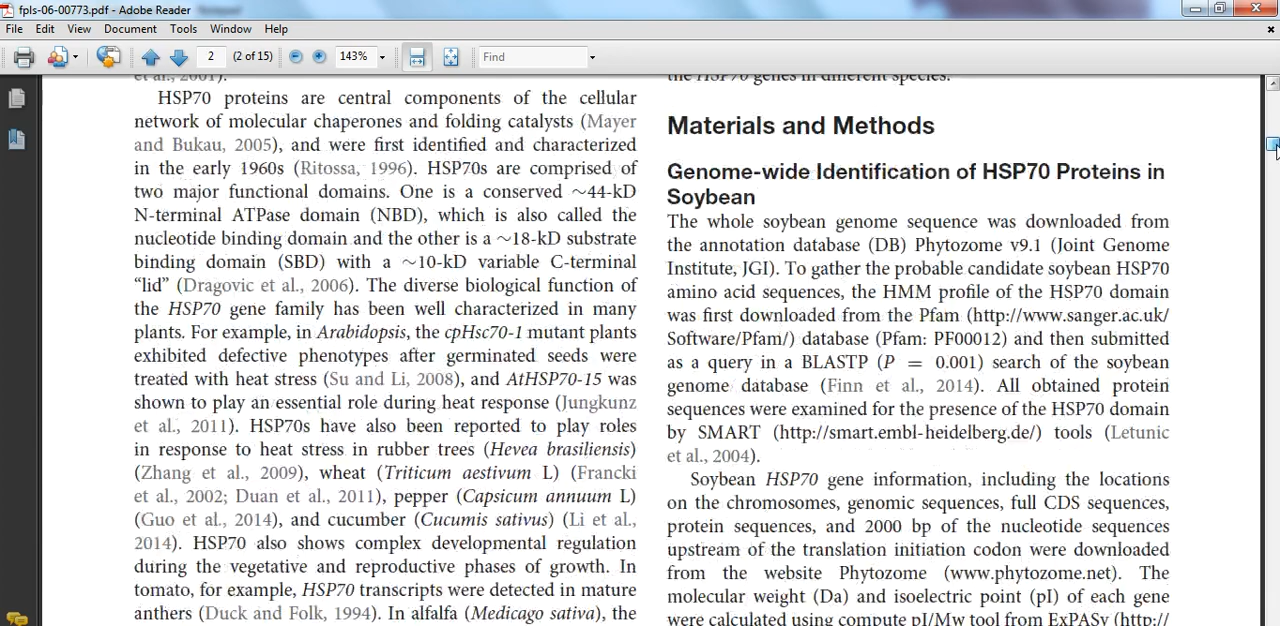 fpls-06-00773.pdf - Adobe Reader
File Edit View Document Tools Window Help
2 (2 of 15) 143% Find
et al., 2001).
HSP70 proteins are central components of the cellular
network of molecular chaperones and folding catalysts (Mayer
and Bukau, 2005), and were first identified and characterized
in the early 1960s (Ritossa, 1996). HSP70s are comprised of
two major functional domains. One is a conserved ∼44-kD
N-terminal ATPase domain (NBD), which is also called the
nucleotide binding domain and the other is a ∼18-kD substrate
binding domain (SBD) with a ∼10-kD variable C-terminal
“lid” (Dragovic et al., 2006). The diverse biological function of
the HSP70 gene family has been well characterized in many
plants. For example, in Arabidopsis, the cpHsc70-1 mutant plants
exhibited defective phenotypes after germinated seeds were
treated with heat stress (Su and Li, 2008), and AtHSP70-15 was
shown to play an essential role during heat response (Jungkunz
et al., 2011). HSP70s have also been reported to play roles
in response to heat stress in rubber trees (Hevea brasiliensis)
(Zhang et al., 2009), wheat (Triticum aestivum L) (Francki
et al., 2002; Duan et al., 2011), pepper (Capsicum annuum L)
(Guo et al., 2014), and cucumber (Cucumis sativus) (Li et al.,
2014). HSP70 also shows complex developmental regulation
during the vegetative and reproductive phases of growth. In
tomato, for example, HSP70 transcripts were detected in mature
anthers (Duck and Folk, 1994). In alfalfa (Medicago sativa), the
the HSP70 genes in different species.
Materials and Methods
Genome-wide Identification of HSP70 Proteins in
Soybean
The whole soybean genome sequence was downloaded from
the annotation database (DB) Phytozome v9.1 (Joint Genome
Institute, JGI). To gather the probable candidate soybean HSP70
amino acid sequences, the HMM profile of the HSP70 domain
was first downloaded from the Pfam (http://www.sanger.ac.uk/
Software/Pfam/) database (Pfam: PF00012) and then submitted
as a query in a BLASTP (P = 0.001) search of the soybean
genome database (Finn et al., 2014). All obtained protein
sequences were examined for the presence of the HSP70 domain
by SMART (http://smart.embl-heidelberg.de/) tools (Letunic
et al., 2004).
Soybean HSP70 gene information, including the locations
on the chromosomes, genomic sequences, full CDS sequences,
protein sequences, and 2000 bp of the nucleotide sequences
upstream of the translation initiation codon were downloaded
from the website Phytozome (www.phytozome.net). The
molecular weight (Da) and isoelectric point (pI) of each gene
were calculated using compute pI/Mw tool from ExPASy (http://